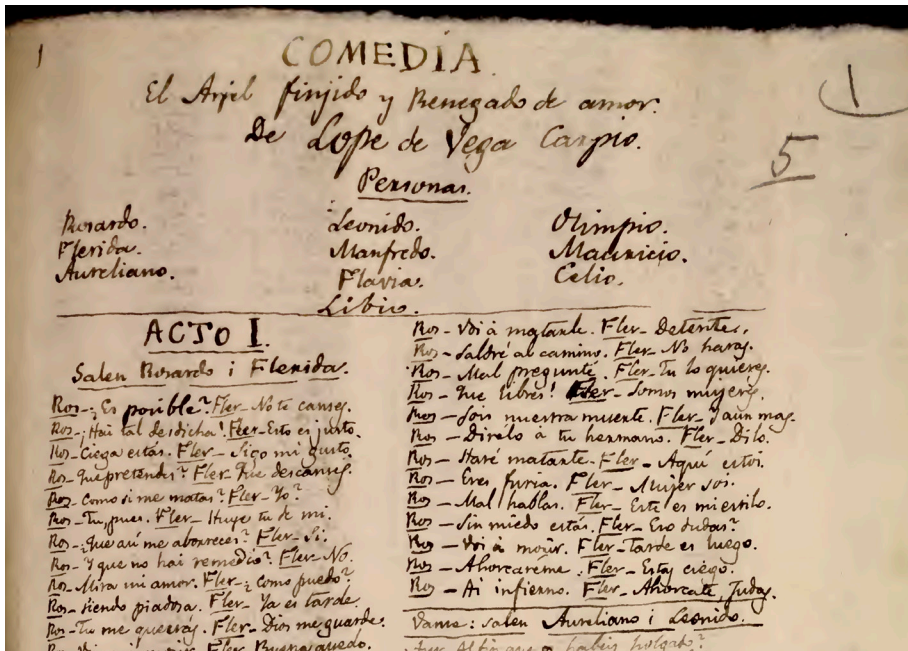 1
COMEDIA.
1
El Arjel finjido y Renegado de amor.
De Lope de Vega Carpio.
5
Personas.
Rosardo. Leonido. Olimpio.
Flerida. Manfredo. Mauricio.
Aureliano. Flavia. Celio.
Libio.
ACTO I.
Salen Rosardo i Flerida.
Ros-¿Es posible? Fler-No te canses.
Ros-¡Hai tal desdicha! Fler-Esto es justo.
Ros-Ciega estás. Fler-Sigo mi gusto.
Ros-Que pretendes? Fler-Que descanses.
Ros-Como si me matas? Fler-Yo?
Ros-Tu, pues. Fler-Huye tu de mi.
Ros-¿Que asi me aborreces? Fler-Si.
Ros-Y que no hai remedio? Fler-No.
Ros-Mira mi amor. Fler-¿Como puedo?
Ros-Siendo piadosa. Fler-Ya es tarde.
Ros-Tu me querrás. Fler-Dios me guarde.
Fler-Buena quedo.
Ros-Voi à matarte. Fler-Detente.
Ros-Saldré al camino. Fler-No haras.
Ros-Mal pregunte. Fler-Tu lo quieres.
Ros-Que libres! Fler-Somos mujeres.
Ros-Sois nuestra muerte. Fler-Y aun mas.
Ros-Direlo à tu hermano. Fler-Dilo.
Ros-Haré matarte. Fler-Aquí estoi.
Ros-Eres furia. Fler-Mujer soi.
Ros-Mal hablas. Fler-Este es mi estilo.
Ros-Sin miedo estás. Fler-Eso dudas?
Ros-Voi à morir. Fler-Tarde es luego.
Ros-Ahorcaréme. Fler-Estas ciego.
Ros-Ai infierno. Fler-Ahorcate, Judas.
Vanse: salen Aureliano i Leonido.
habeis holgado?